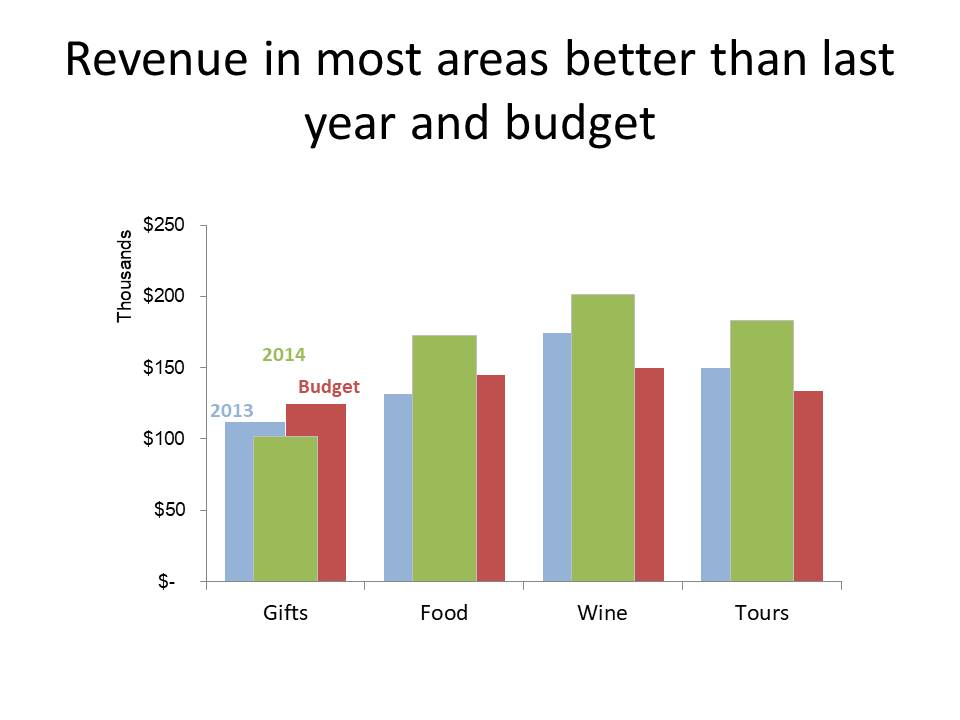 Revenue in most areas better than last
year and budget
Thousands
$250
$200
$150
$100
$50
$-
2014
Budget
2013
Gifts
Food
Wine
Tours